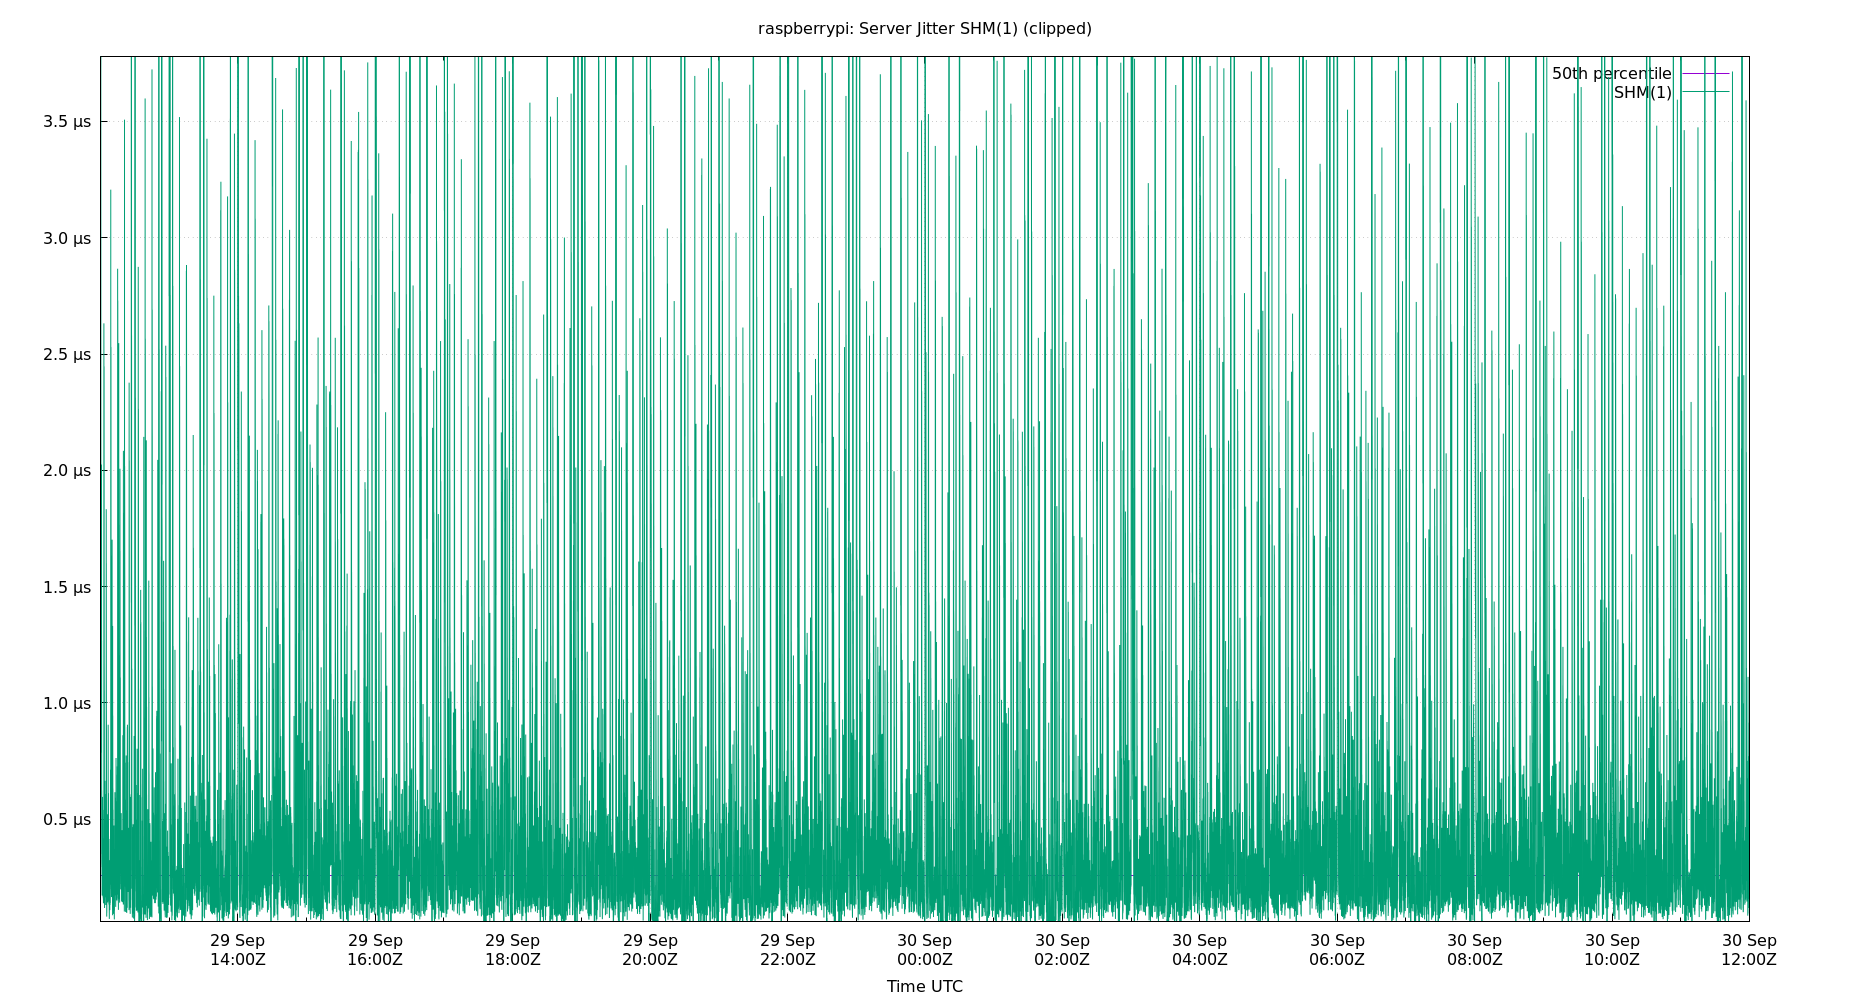 raspberrypi: Server Jitter SHM(1) (clipped)
50th percentile
SHM(1)
3.5 µs
3.0 µs
2.5 µs
2.0 µs
1.5 µs
1.0 µs
0.5 µs
29 Sep 29 Sep 29 Sep 29 Sep 29 Sep 30 Sep 30 Sep 30 Sep 30 Sep 30 Sep 30 Sep 30 Sep
14:00Z 16:00Z 18:00Z 20:00Z 22:00Z 00:00Z 02:00Z 04:00Z 06:00Z 08:00Z 10:00Z 12:00Z
Time UTC